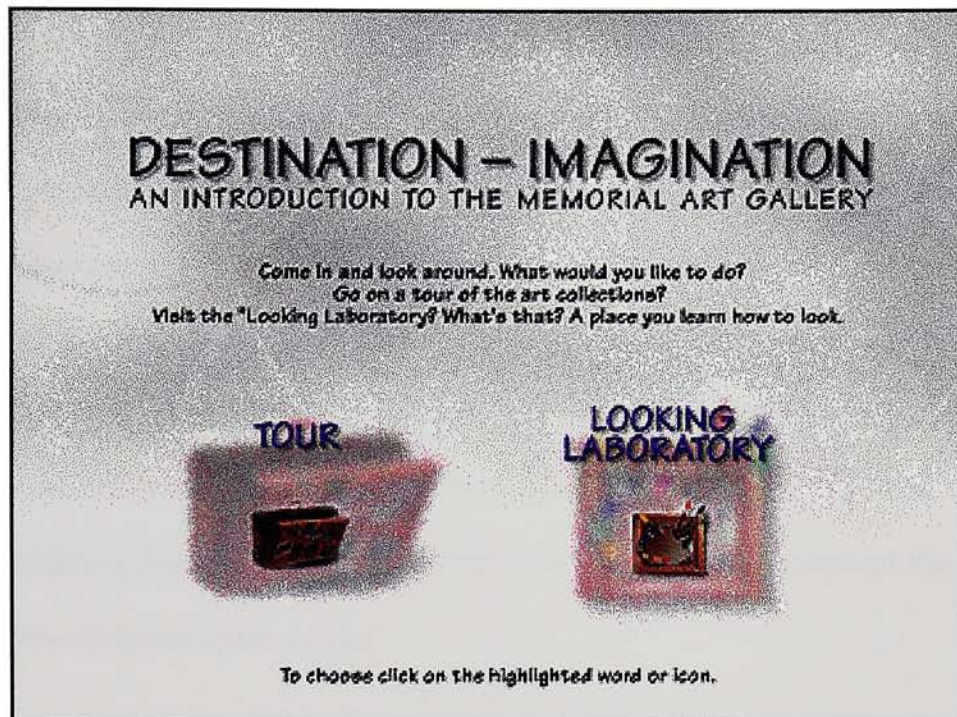 DESTINATION – IMAGINATION
AN INTRODUCTION TO THE MEMORIAL ART GALLERY
Come in and look around. What would you like to do?
Go on a tour of the art collections?
Visit the "Looking Laboratory? What's that? A place you learn how to look.
TOUR
LOOKING
LABORATORY
To choose click on the highlighted word or icon.